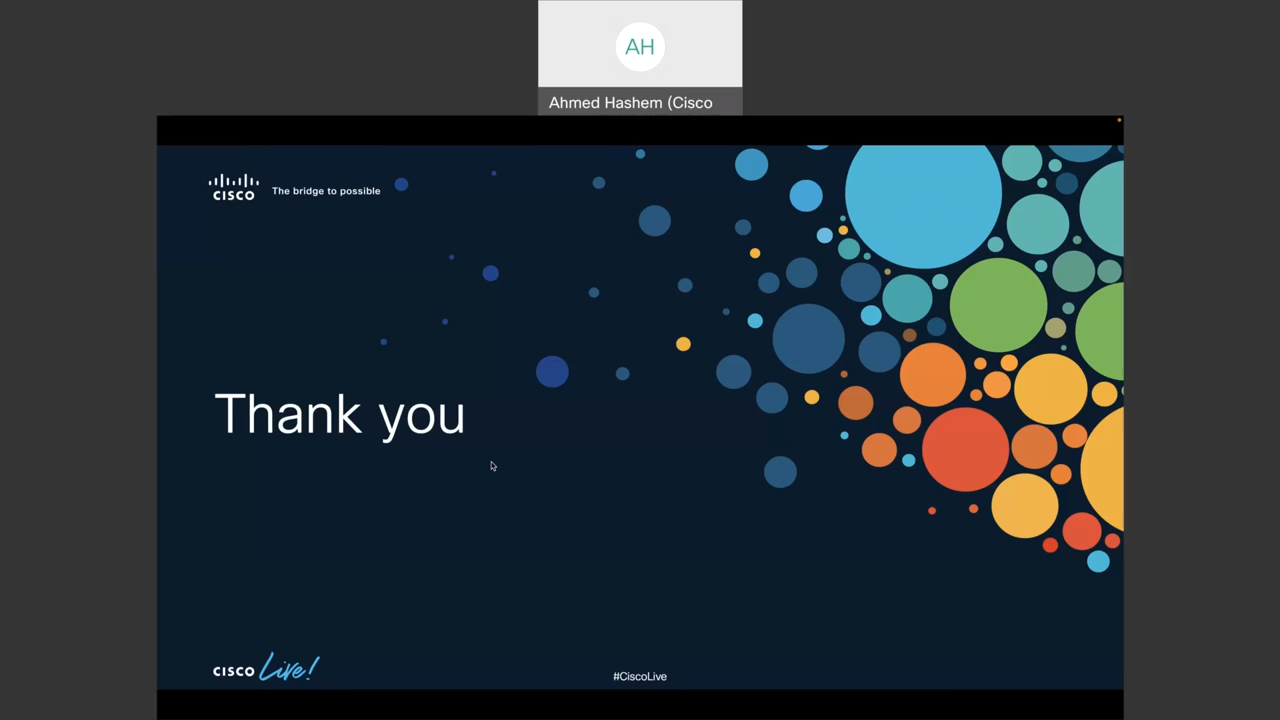 AH
Ahmed Hashem (Cisco
CISCO
The bridge to possible
Thank you
CISCO Live!
#CiscoLive